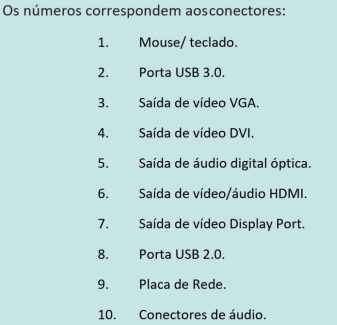 Os números correspondem aosconectores:
1. Mouse/ teclado.
2. Porta USB 3.0.
3. Saída de vídeo VGA.
4. Saída de vídeo DVI.
5. Saída de áudio digital óptica.
6. Saída de vídeo/áudio HDMI.
7. Saída de vídeo Display Port.
8. Porta USB 2.0.
9. Placa de Rede.
10. Conectores de áudio.